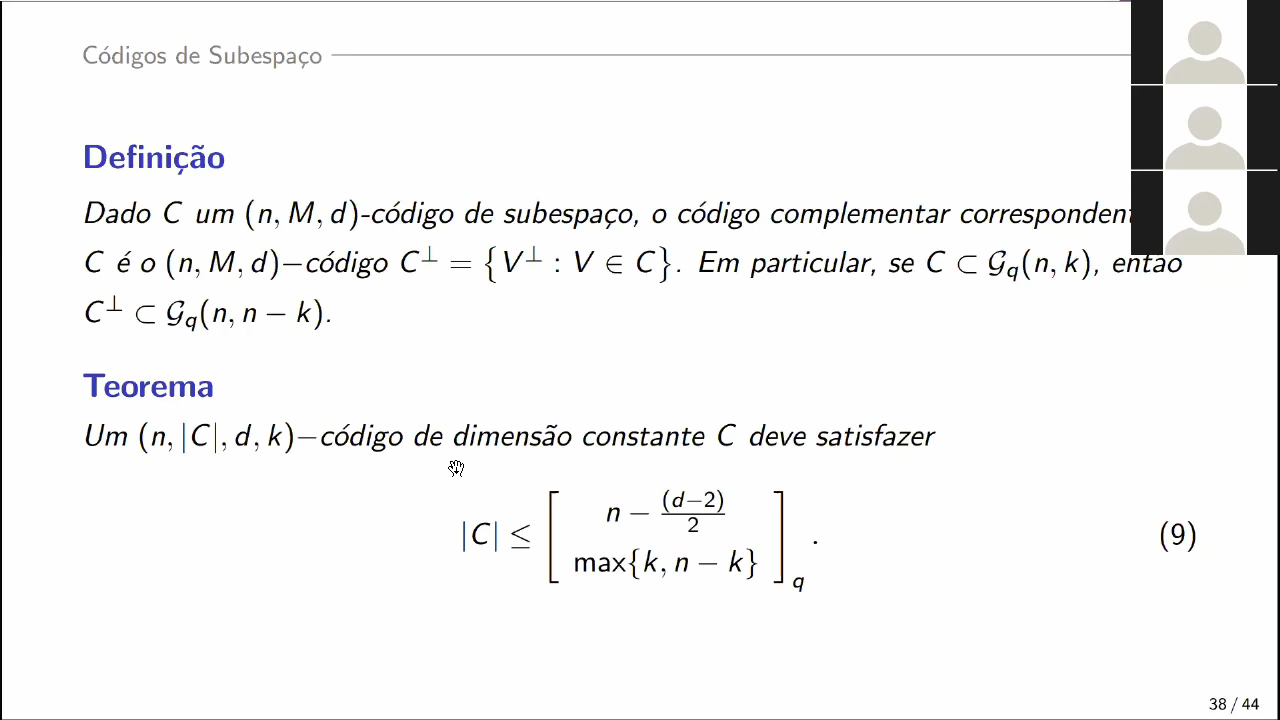 Códigos de Subespaço
Definição
Dado C um (n, M, d)-código de subespaço, o código complementar
C é o (n, M, d)−código C^⊥ = {V^⊥ : V ∈ C}. Em particular, se C ⊂ 𝒢_q(n, k), então
C^⊥ ⊂ 𝒢_q(n, n − k).
Teorema
Um (n, |C|, d, k)−código de dimensão constante C deve satisfazer
|C| ≤ [ n − (d−2)/2
max{k, n − k} ]_q . (9)
38 / 44